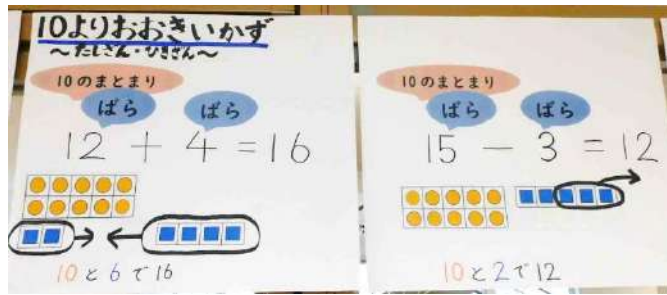 10よりおおきいかず
～たしざん・ひきざん～
10のまとまり
ばら ばら
12 + 4 = 16
10と6で16
10のまとまり
ばら ばら
15 - 3 = 12
10と2で12